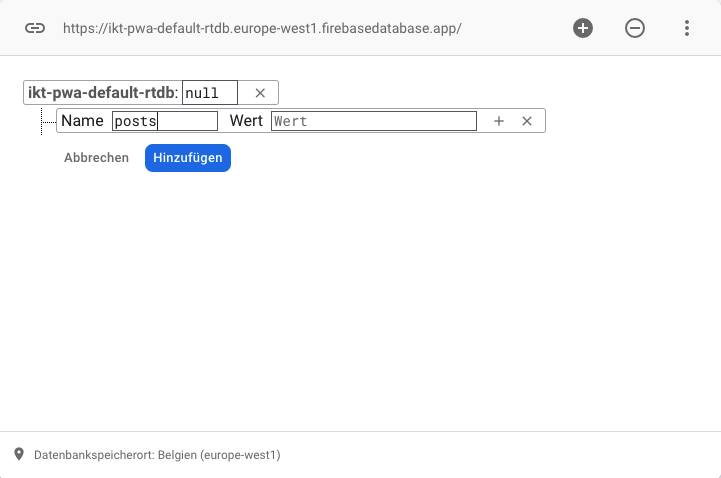 https://ikt-pwa-default-rtdb.europe-west1.firebasedatabase.app/
ikt-pwa-default-rtdb: null
Name posts Wert Wert
Abbrechen Hinzufügen
Datenbankspeicherort: Belgien (europe-west1)